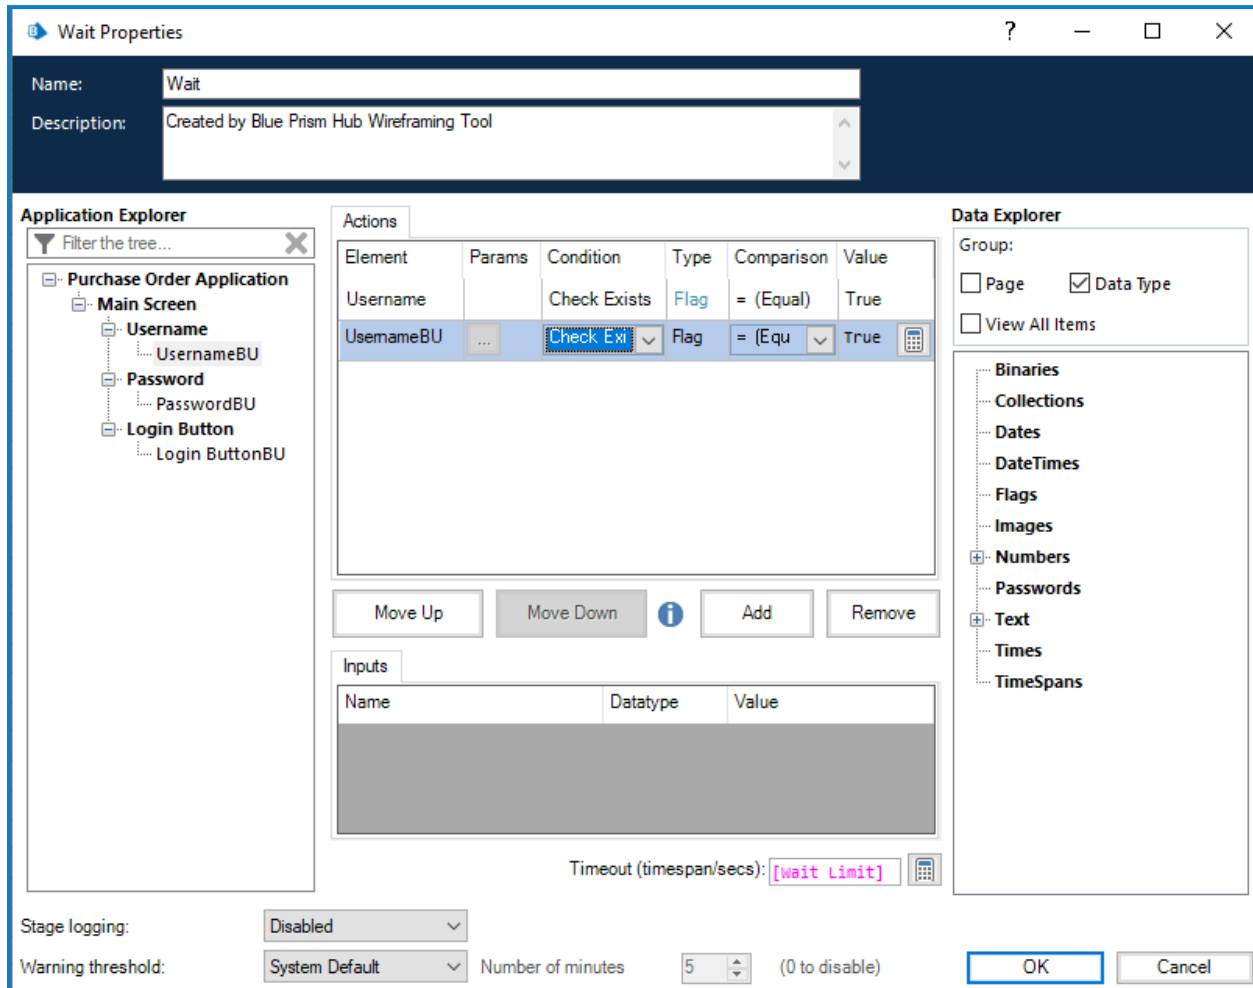 Wait Properties
Name: Wait
Description: Created by Blue Prism Hub Wireframing Tool
Application Explorer
Filter the tree...
Purchase Order Application
Main Screen
Username
UsernameBU
Password
PasswordBU
Login Button
Login ButtonBU
Actions
Element Params Condition Type Comparison Value
Username Check Exists Flag = (Equal) True
UsernameBU ... Check Exi Flag = (Equ True
Move Up Move Down i Add Remove
Inputs
Name Datatype Value
Timeout (timespan/secs): [Wait Limit]
Data Explorer
Group:
Page Data Type
View All Items
Binaries
Collections
Dates
DateTimes
Flags
Images
Numbers
Passwords
Text
Times
TimeSpans
Stage logging: Disabled
Warning threshold: System Default Number of minutes 5 (0 to disable)
OK Cancel